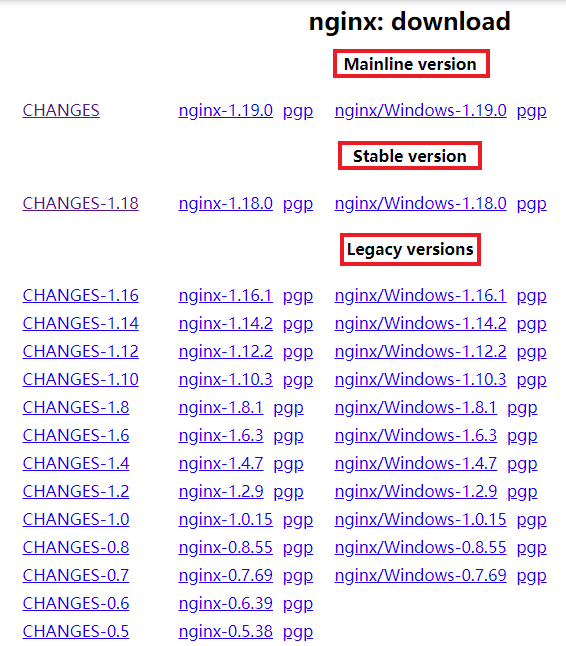 nginx: download
Mainline version
CHANGES nginx-1.19.0 pgp nginx/Windows-1.19.0 pgp
Stable version
CHANGES-1.18 nginx-1.18.0 pgp nginx/Windows-1.18.0 pgp
Legacy versions
CHANGES-1.16 nginx-1.16.1 pgp nginx/Windows-1.16.1 pgp
CHANGES-1.14 nginx-1.14.2 pgp nginx/Windows-1.14.2 pgp
CHANGES-1.12 nginx-1.12.2 pgp nginx/Windows-1.12.2 pgp
CHANGES-1.10 nginx-1.10.3 pgp nginx/Windows-1.10.3 pgp
CHANGES-1.8 nginx-1.8.1 pgp nginx/Windows-1.8.1 pgp
CHANGES-1.6 nginx-1.6.3 pgp nginx/Windows-1.6.3 pgp
CHANGES-1.4 nginx-1.4.7 pgp nginx/Windows-1.4.7 pgp
CHANGES-1.2 nginx-1.2.9 pgp nginx/Windows-1.2.9 pgp
CHANGES-1.0 nginx-1.0.15 pgp nginx/Windows-1.0.15 pgp
CHANGES-0.8 nginx-0.8.55 pgp nginx/Windows-0.8.55 pgp
CHANGES-0.7 nginx-0.7.69 pgp nginx/Windows-0.7.69 pgp
CHANGES-0.6 nginx-0.6.39 pgp
CHANGES-0.5 nginx-0.5.38 pgp